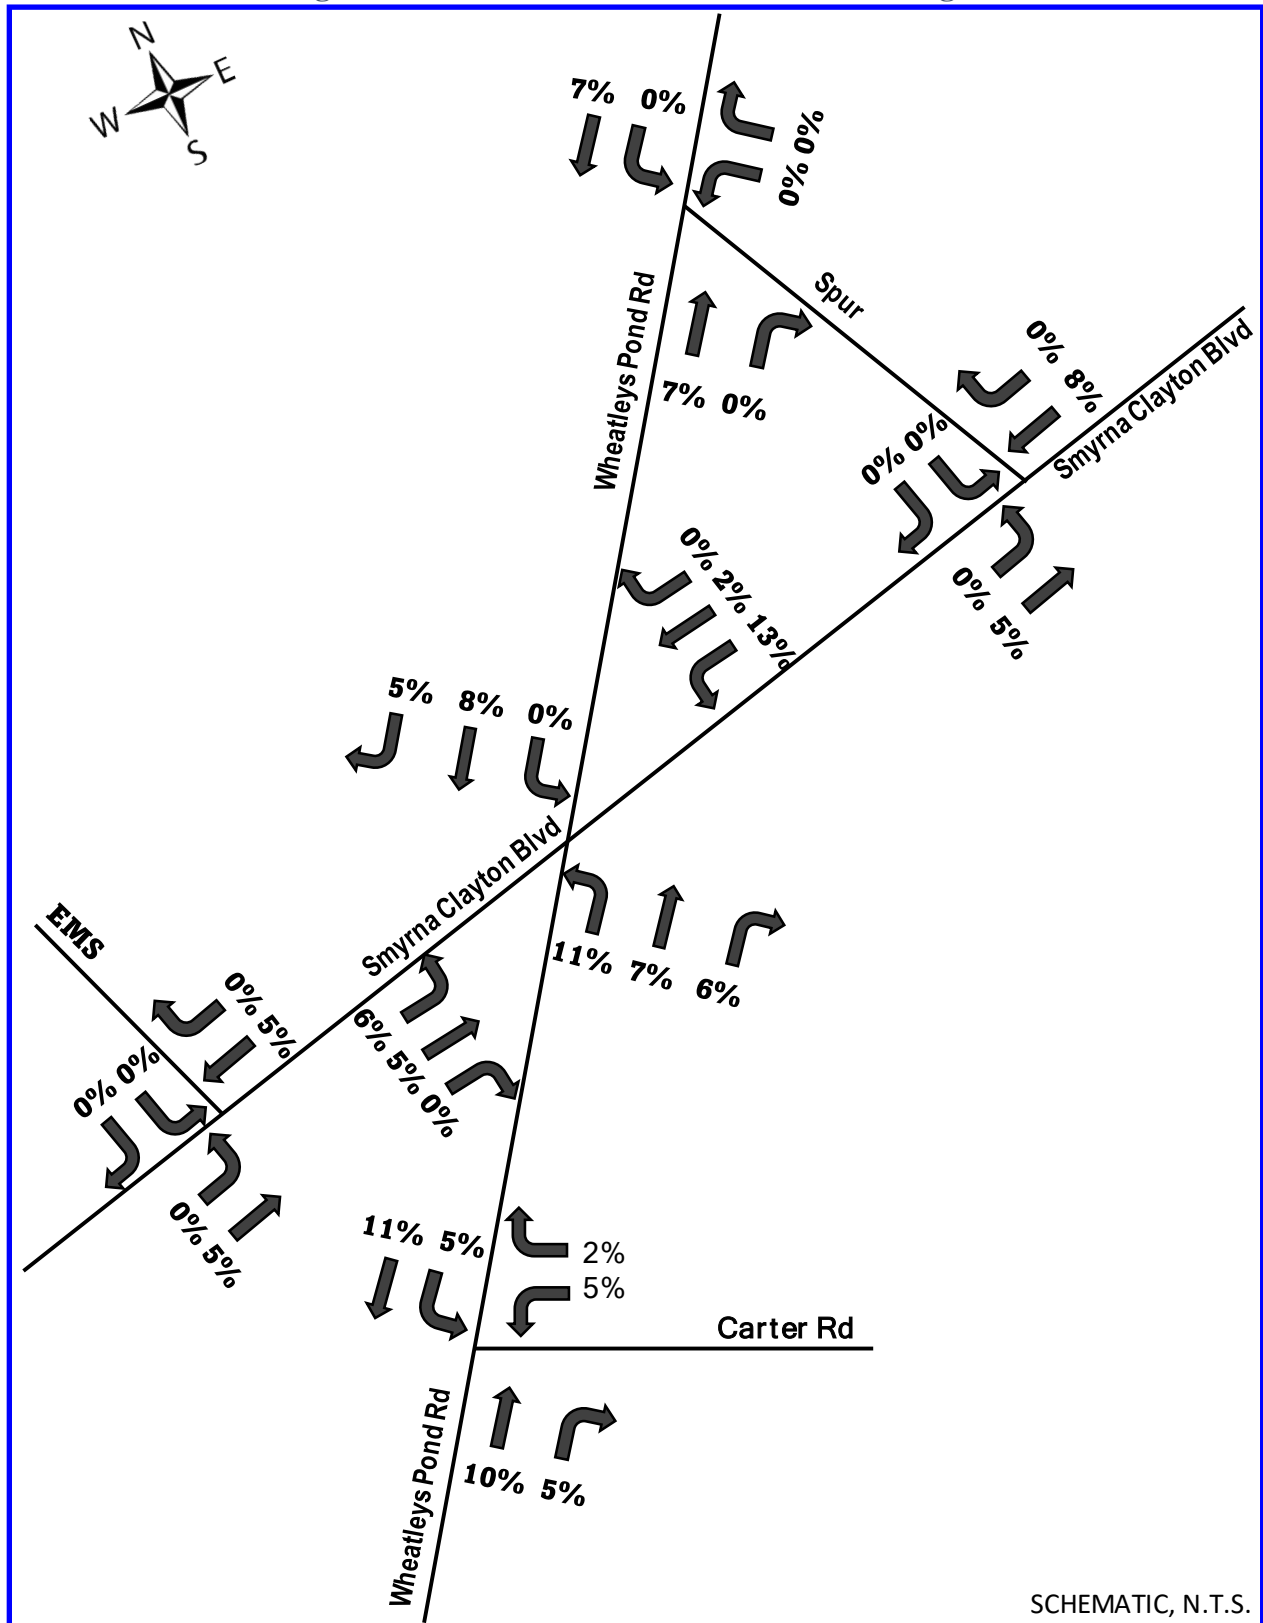 N
E
W
S
7% 0%
0% 0%
Wheatleys Pond Rd
Spur
7% 0%
0% 8%
Smyrna Clayton Blvd
0% 0%
0% 5%
0% 2% 13%
5% 8% 0%
Smyrna Clayton Blvd
11% 7% 6%
EMS
0% 5%
0% 0%
6% 5% 0%
0% 5%
11% 5%
2%
5%
Carter Rd
Wheatleys Pond Rd
10% 5%
SCHEMATIC, N.T.S.